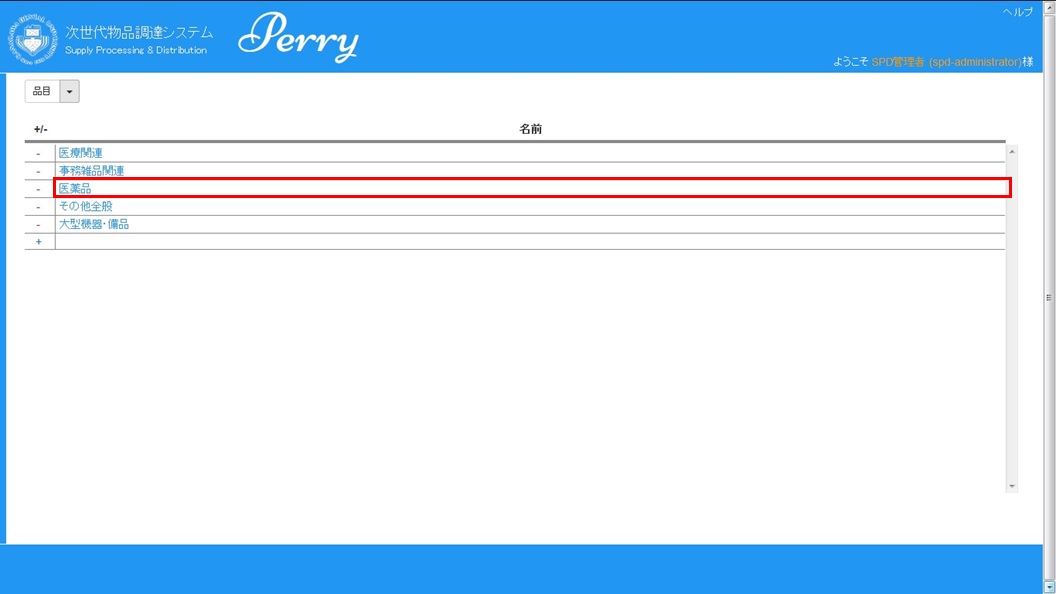 ヘルプ
次世代物品調達システム
Supply Processing & Distribution
Perry
ようこそ SPD管理者 (spd-administrator)様
品目
+/-
名前
- 医療関連
- 事務雑品関連
- 医薬品
- その他全般
- 大型機器・備品
+